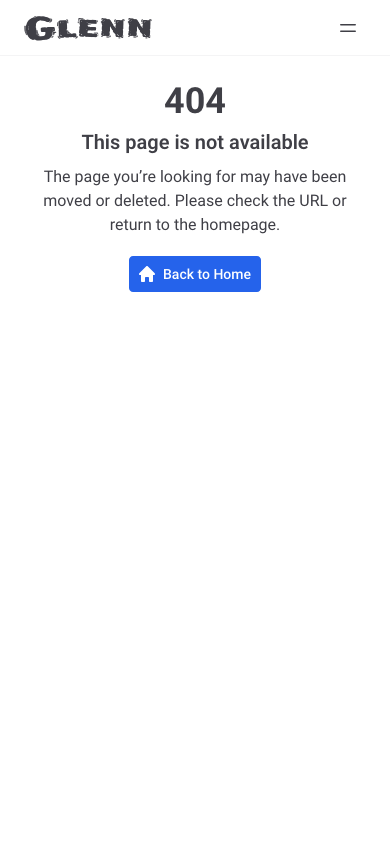 GLENN
404
This page is not available
The page you’re looking for may have been
moved or deleted. Please check the URL or
return to the homepage.
Back to Home